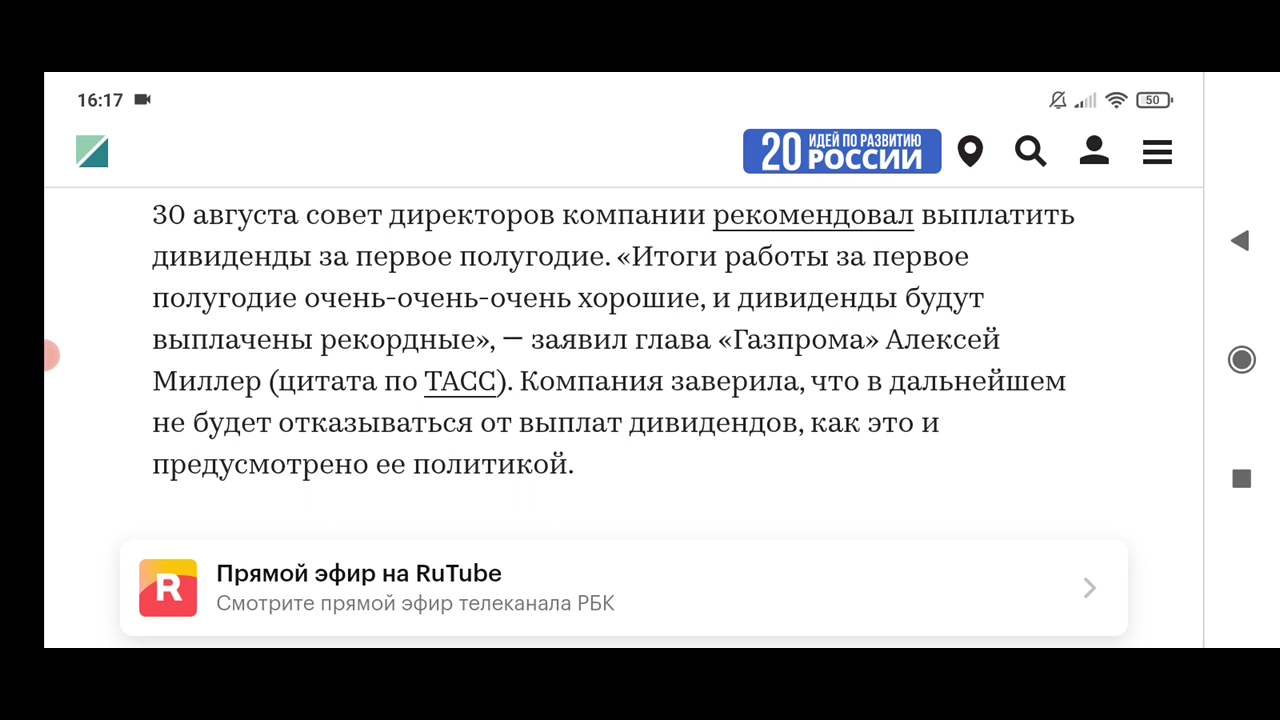 16:17
50
20 ИДЕЙ ПО РАЗВИТИЮ
РОССИИ
30 августа совет директоров компании рекомендовал выплатить
дивиденды за первое полугодие. «Итоги работы за первое
полугодие очень-очень-очень хорошие, и дивиденды будут
выплачены рекордные», — заявил глава «Газпрома» Алексей
Миллер (цитата по ТАСС). Компания заверила, что в дальнейшем
не будет отказываться от выплат дивидендов, как это и
предусмотрено ее политикой.
R
Прямой эфир на RuTube
Смотрите прямой эфир телеканала РБК